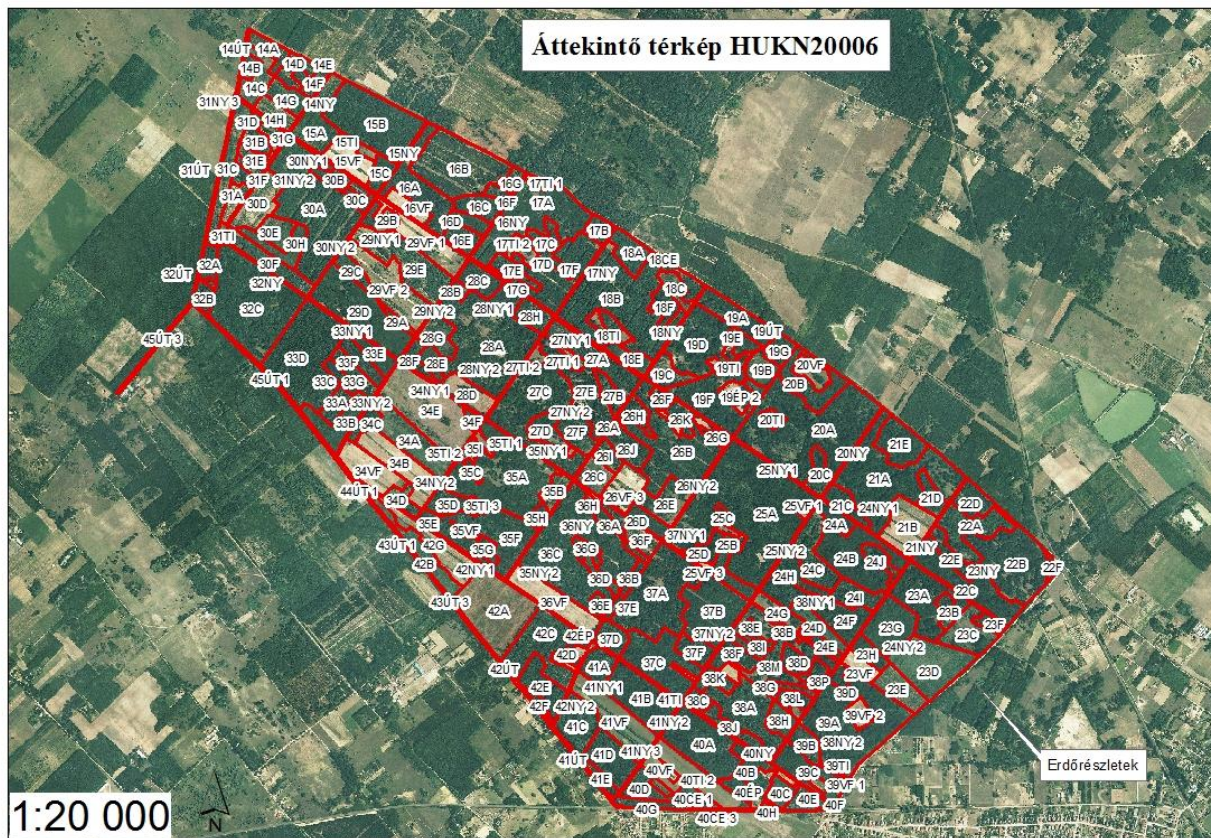 Áttekintő térkép HUKN20006
14ÚT
14A
14D
14E
14B
14F
14C
14G
14NY
31NY 3
14H
15B
31D
31G
15A
15TI
31B
15NY
31E
30NY 1
15VF
16B
31ÚT
31C
31F
31NY 2
30B
15C
16G
17TI 1
31A
30D
30A
30C
16A
16VF
16C
16F
17A
29B
16D
16NY
31TI
30E
30H
30NY 2
29NY 1
29VF 1
16E
17TI 2
17C
17B
18A
32ÚT
32A
30F
29C
29E
17E
17D
17F
17NY
18CE
32NY
29VF 2
28B
28C
17G
18C
32B
32C
29D
29A
29NY 2
28NY 1
28H
18B
18F
19A
45ÚT 3
33NY 1
28G
27NY 1
18TI
18NY
19E
19ÚT
33D
33F
33E
28F
28E
28A
27TI 1
27A
18E
19D
19G
20VF
45ÚT 1
33C
33G
28NY 2
27TI 2
19C
19TI
19B
20B
34NY 1
28D
27C
27E
27B
26F
19F
19ÉP 2
33A
33NY 2
34E
27NY 2
26H
26K
20TI
33B
34C
34F
27D
27F
26A
26G
20A
21E
34A
35TI 2
35I
35TI 1
35NY 1
26I
26J
26B
20NY
34VF
34B
35C
35A
26C
25NY 1
20C
21A
44ÚT 1
34NY 2
35B
26NY 2
21D
34D
35D
35TI 3
36H
26VF 3
26E
25VF 1
21C
24NY 1
22D
35E
35VF
35H
36NY
36A
26D
25C
25A
24A
21B
22A
43ÚT 1
42G
35G
35F
36F
37NY 1
25B
25NY 2
21NY
42B
42NY 1
36C
36G
25D
24B
24J
22E
23NY
22B
22F
35NY 2
36D
36B
25VF 3
24H
24C
43ÚT 3
42A
36VF
36E
37E
37A
38NY 1
24I
23A
22C
42C
42ÉP
37D
37B
24G
24F
23B
23F
37NY 2
38E
38B
24D
23G
23C
42ÚT
42D
41A
37C
37F
38F
38I
24E
24NY 2
42E
41NY 1
38M
38D
23H
23D
42F
42NY 2
41B
41TI
38K
38G
38P
23VF
41C
41VF
41NY 2
38C
38A
38L
39D
23E
38J
38H
39A
39VF 2
41ÚT
41D
41NY 3
40A
40NY
39B
38NY 2
41E
40VF
40TI 2
40B
39C
39TI
40D
40CE 1
40ÉP
40C
40E
39VF 1
40G
40CE 3
40H
40F
Erdőrészletek
1:20 000
N